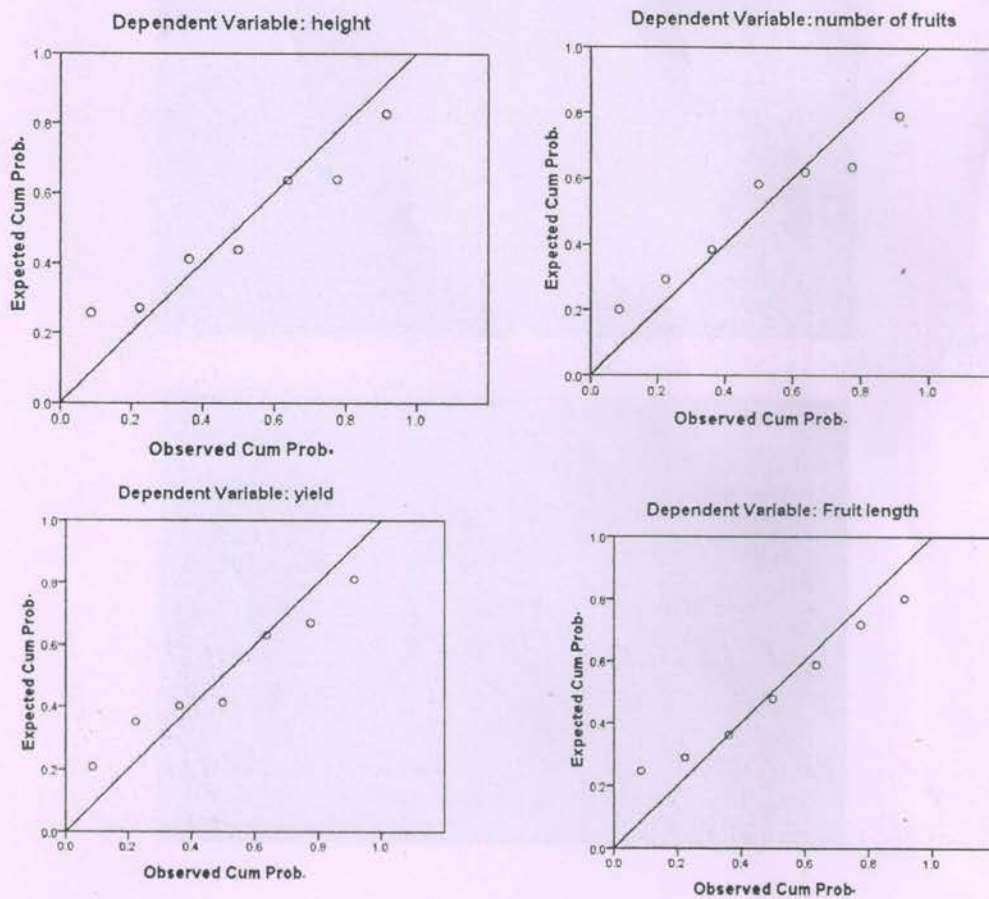 Dependent Variable: height
1.0
0.8
0.6
0.4
0.2
0.0
Expected Cum Prob.
0.0 0.2 0.4 0.6 0.8 1.0
Observed Cum Prob.
Dependent Variable: number of fruits
1.0
0.8
0.6
0.4
0.2
0.0
Expected Cum Prob.
0.0 0.2 0.4 0.6 0.8 1.0
Observed Cum Prob.
Dependent Variable: yield
1.0
0.8
0.6
0.4
0.2
0.0
Expected Cum Prob.
0.0 0.2 0.4 0.6 0.8 1.0
Observed Cum Prob.
Dependent Variable: Fruit length
1.0
0.8
0.6
0.4
0.2
0.0
Expected Cum Prob.
0.0 0.2 0.4 0.6 0.8 1.0
Observed Cum Prob.